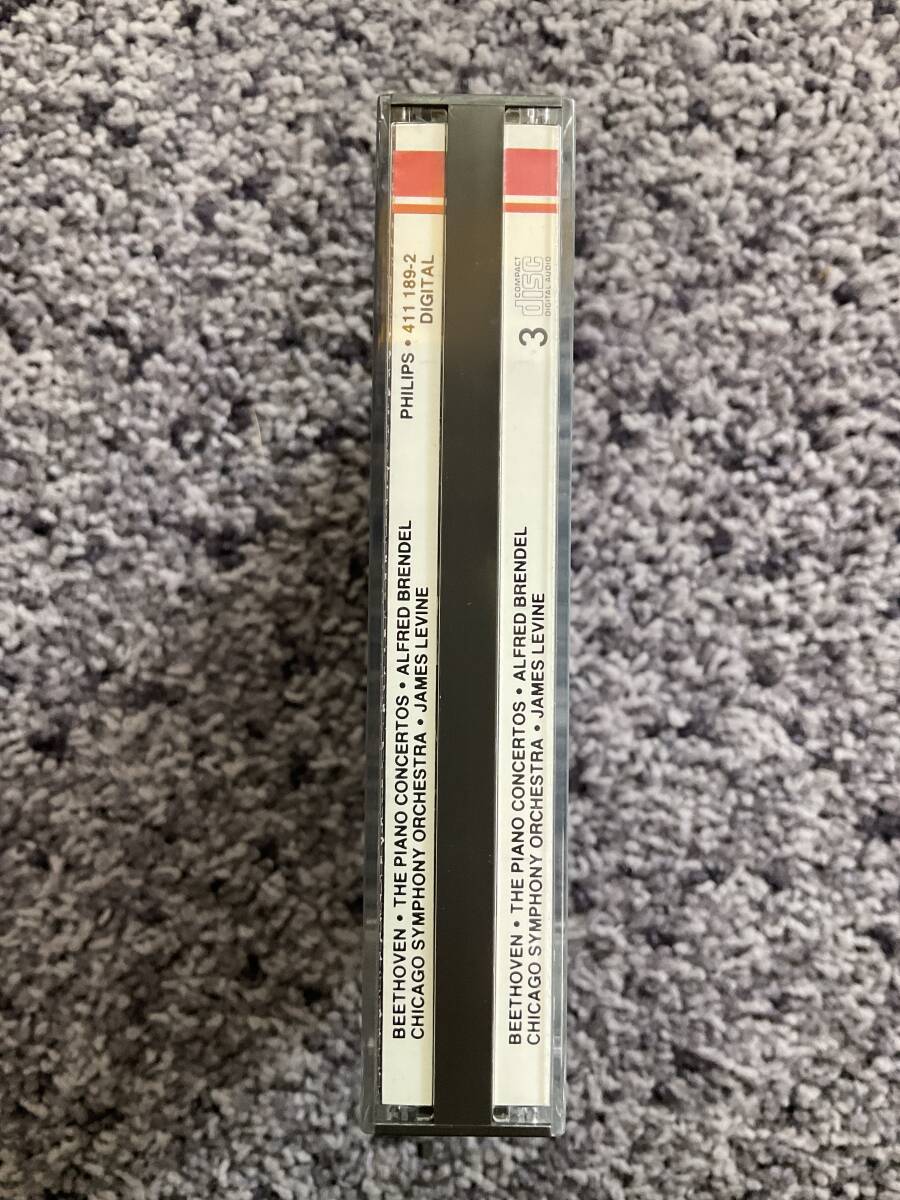 BEETHOVEN • THE PIANO CONCERTOS • ALFRED BRENDEL
CHICAGO SYMPHONY ORCHESTRA • JAMES LEVINE
PHILIPS • 411 189-2
DIGITAL
BEETHOVEN • THE PIANO CONCERTOS • ALFRED BRENDEL
CHICAGO SYMPHONY ORCHESTRA • JAMES LEVINE
3
COMPACT
disc
DIGITAL AUDIO